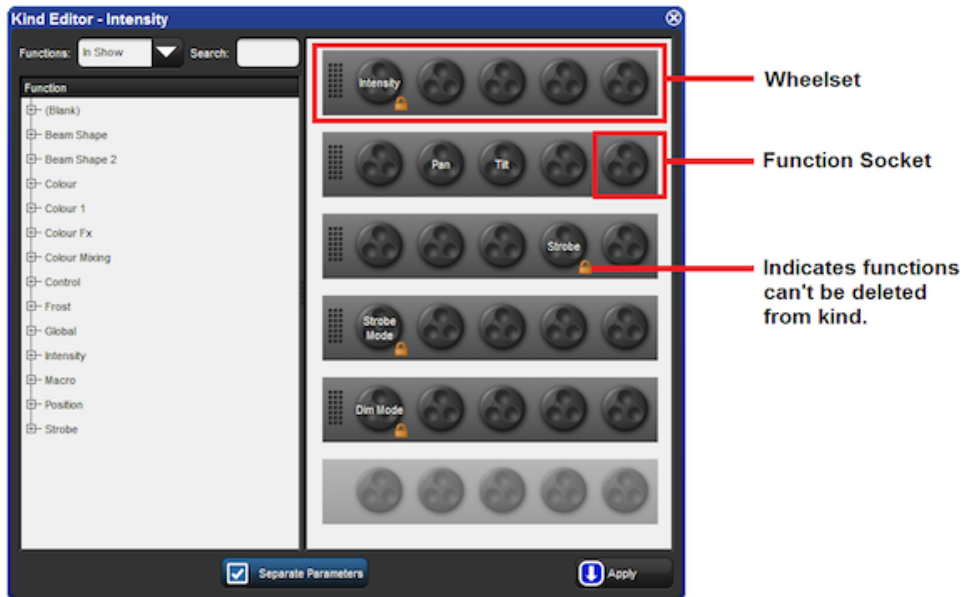 Kind Editor - Intensity
Functions: In Show Search:
Function
(Blank)
Beam Shape
Beam Shape 2
Colour
Colour 1
Colour Fx
Colour Mixing
Control
Frost
Global
Intensity
Macro
Position
Strobe
Intensity
Pan Tilt
Strobe
Strobe
Mode
Dim Mode
Separate Parameters
Apply
Wheelset
Function Socket
Indicates functions
can't be deleted
from kind.